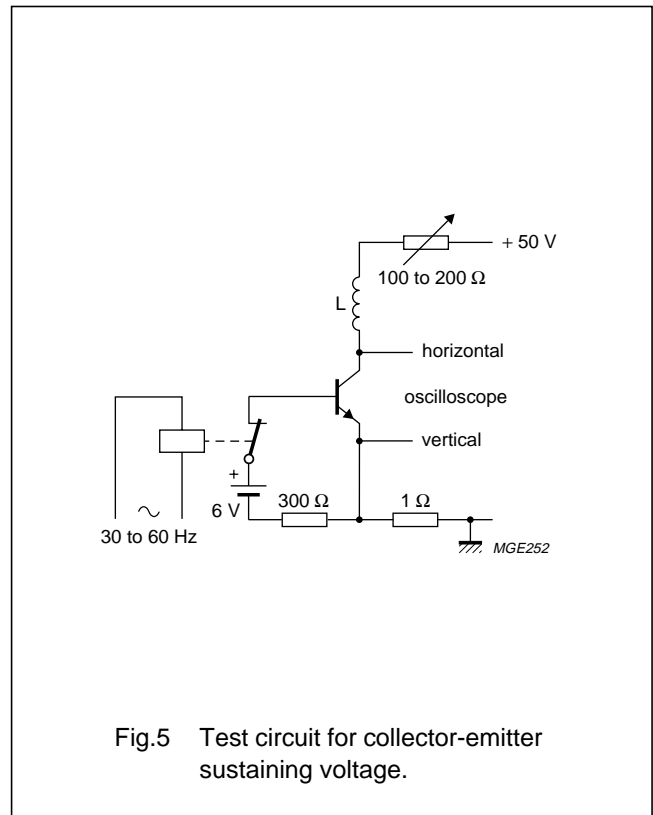 + 50 V
100 to 200 Ω
L
horizontal
oscilloscope
vertical
+
6 V
300 Ω
1 Ω
30 to 60 Hz
MGE252
Fig.5 Test circuit for collector-emitter
sustaining voltage.